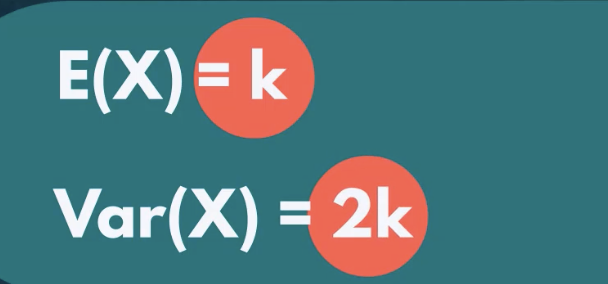 E(X) = k
Var(X) = 2k